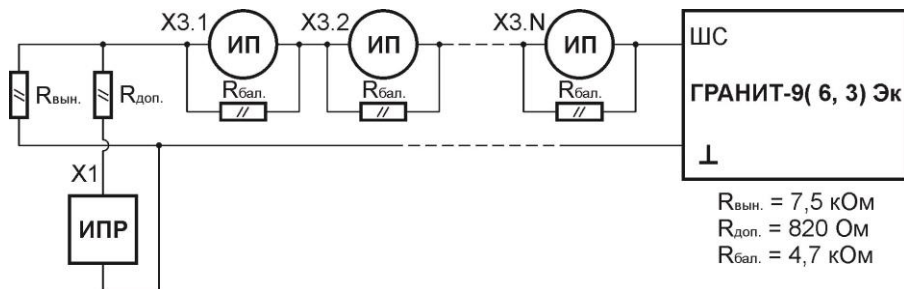 X3.1 X3.2 X3.N
ИП ИП ИП ШС
Rвын. Rдоп. Rбал. Rбал. Rбал. ГРАНИТ-9( 6, 3) Эк
⊥
X1
ИПР
Rвын. = 7,5 кОм
Rдоп. = 820 Ом
Rбал. = 4,7 кОм